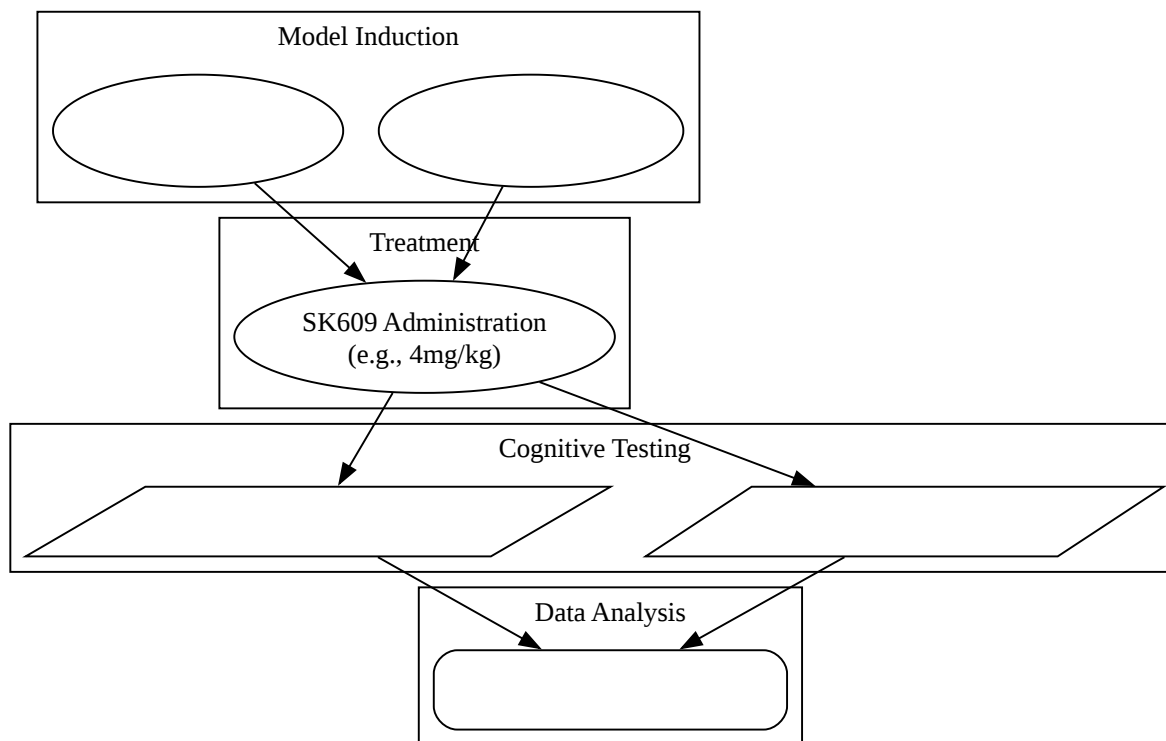 Model Induction
Treatment
SK609 Administration
(e.g., 4mg/kg)
Cognitive Testing
Data Analysis